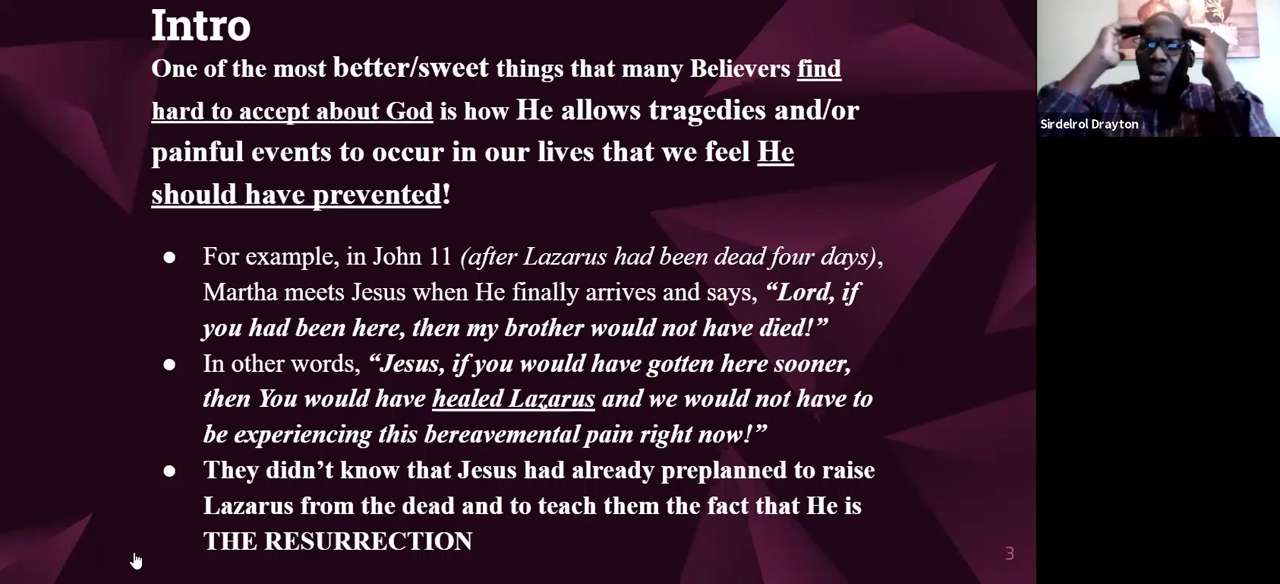 Intro
One of the most better/sweet things that many Believers find
hard to accept about God is how He allows tragedies and/or
painful events to occur in our lives that we feel He
should have prevented!
● For example, in John 11 (after Lazarus had been dead four days),
Martha meets Jesus when He finally arrives and says, “Lord, if
you had been here, then my brother would not have died!”
● In other words, “Jesus, if you would have gotten here sooner,
then You would have healed Lazarus and we would not have to
be experiencing this bereavemental pain right now!”
● They didn’t know that Jesus had already preplanned to raise
Lazarus from the dead and to teach them the fact that He is
THE RESURRECTION
3
Sirdelrol Drayton